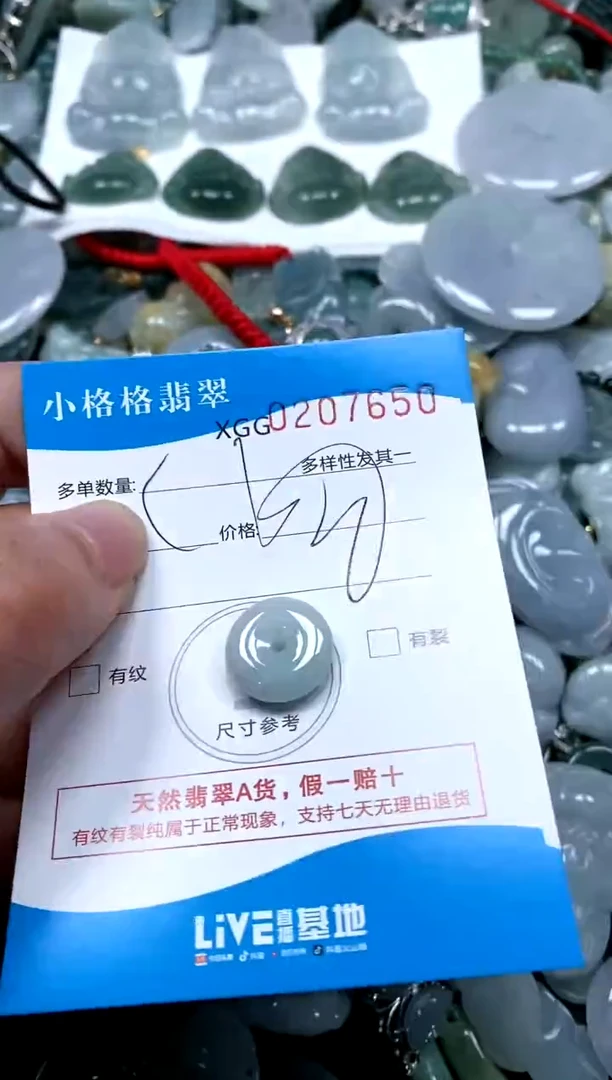 小格格翡翠
XGG0207650
多样性发其一
多单数量:
价格
有纹
有裂
尺寸参考
天然翡翠A货，假一赔十
有纹有裂纯属于正常现象，支持七天无理由退货
LiVE直播基地